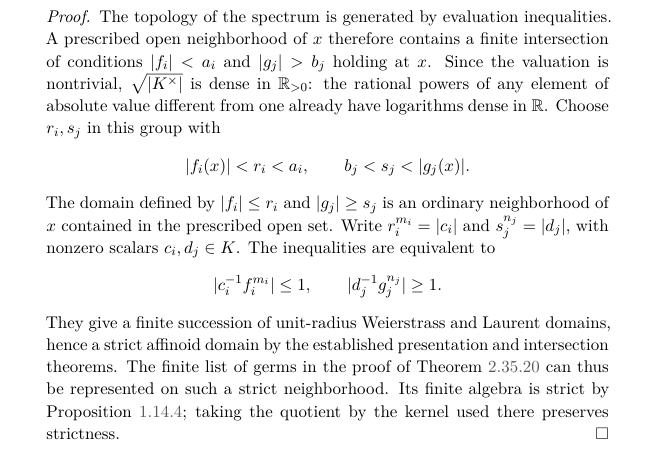 Proof. The topology of the spectrum is generated by evaluation inequalities.
A prescribed open neighborhood of x therefore contains a finite intersection
of conditions |f_i| < a_i and |g_j| > b_j holding at x. Since the valuation is
nontrivial, √|K^×| is dense in ℝ_{>0}: the rational powers of any element of
absolute value different from one already have logarithms dense in ℝ. Choose
r_i, s_j in this group with
|f_i(x)| < r_i < a_i, b_j < s_j < |g_j(x)|.
The domain defined by |f_i| ≤ r_i and |g_j| ≥ s_j is an ordinary neighborhood of
x contained in the prescribed open set. Write r_i^{m_i} = |c_i| and s_j^{n_j} = |d_j|, with
nonzero scalars c_i, d_j ∈ K. The inequalities are equivalent to
|c_i^{-1} f_i^{m_i}| ≤ 1, |d_j^{-1} g_j^{n_j}| ≥ 1.
They give a finite succession of unit-radius Weierstrass and Laurent domains,
hence a strict affinoid domain by the established presentation and intersection
theorems. The finite list of germs in the proof of Theorem 2.35.20 can thus
be represented on such a strict neighborhood. Its finite algebra is strict by
Proposition 1.14.4; taking the quotient by the kernel used there preserves
strictness. □